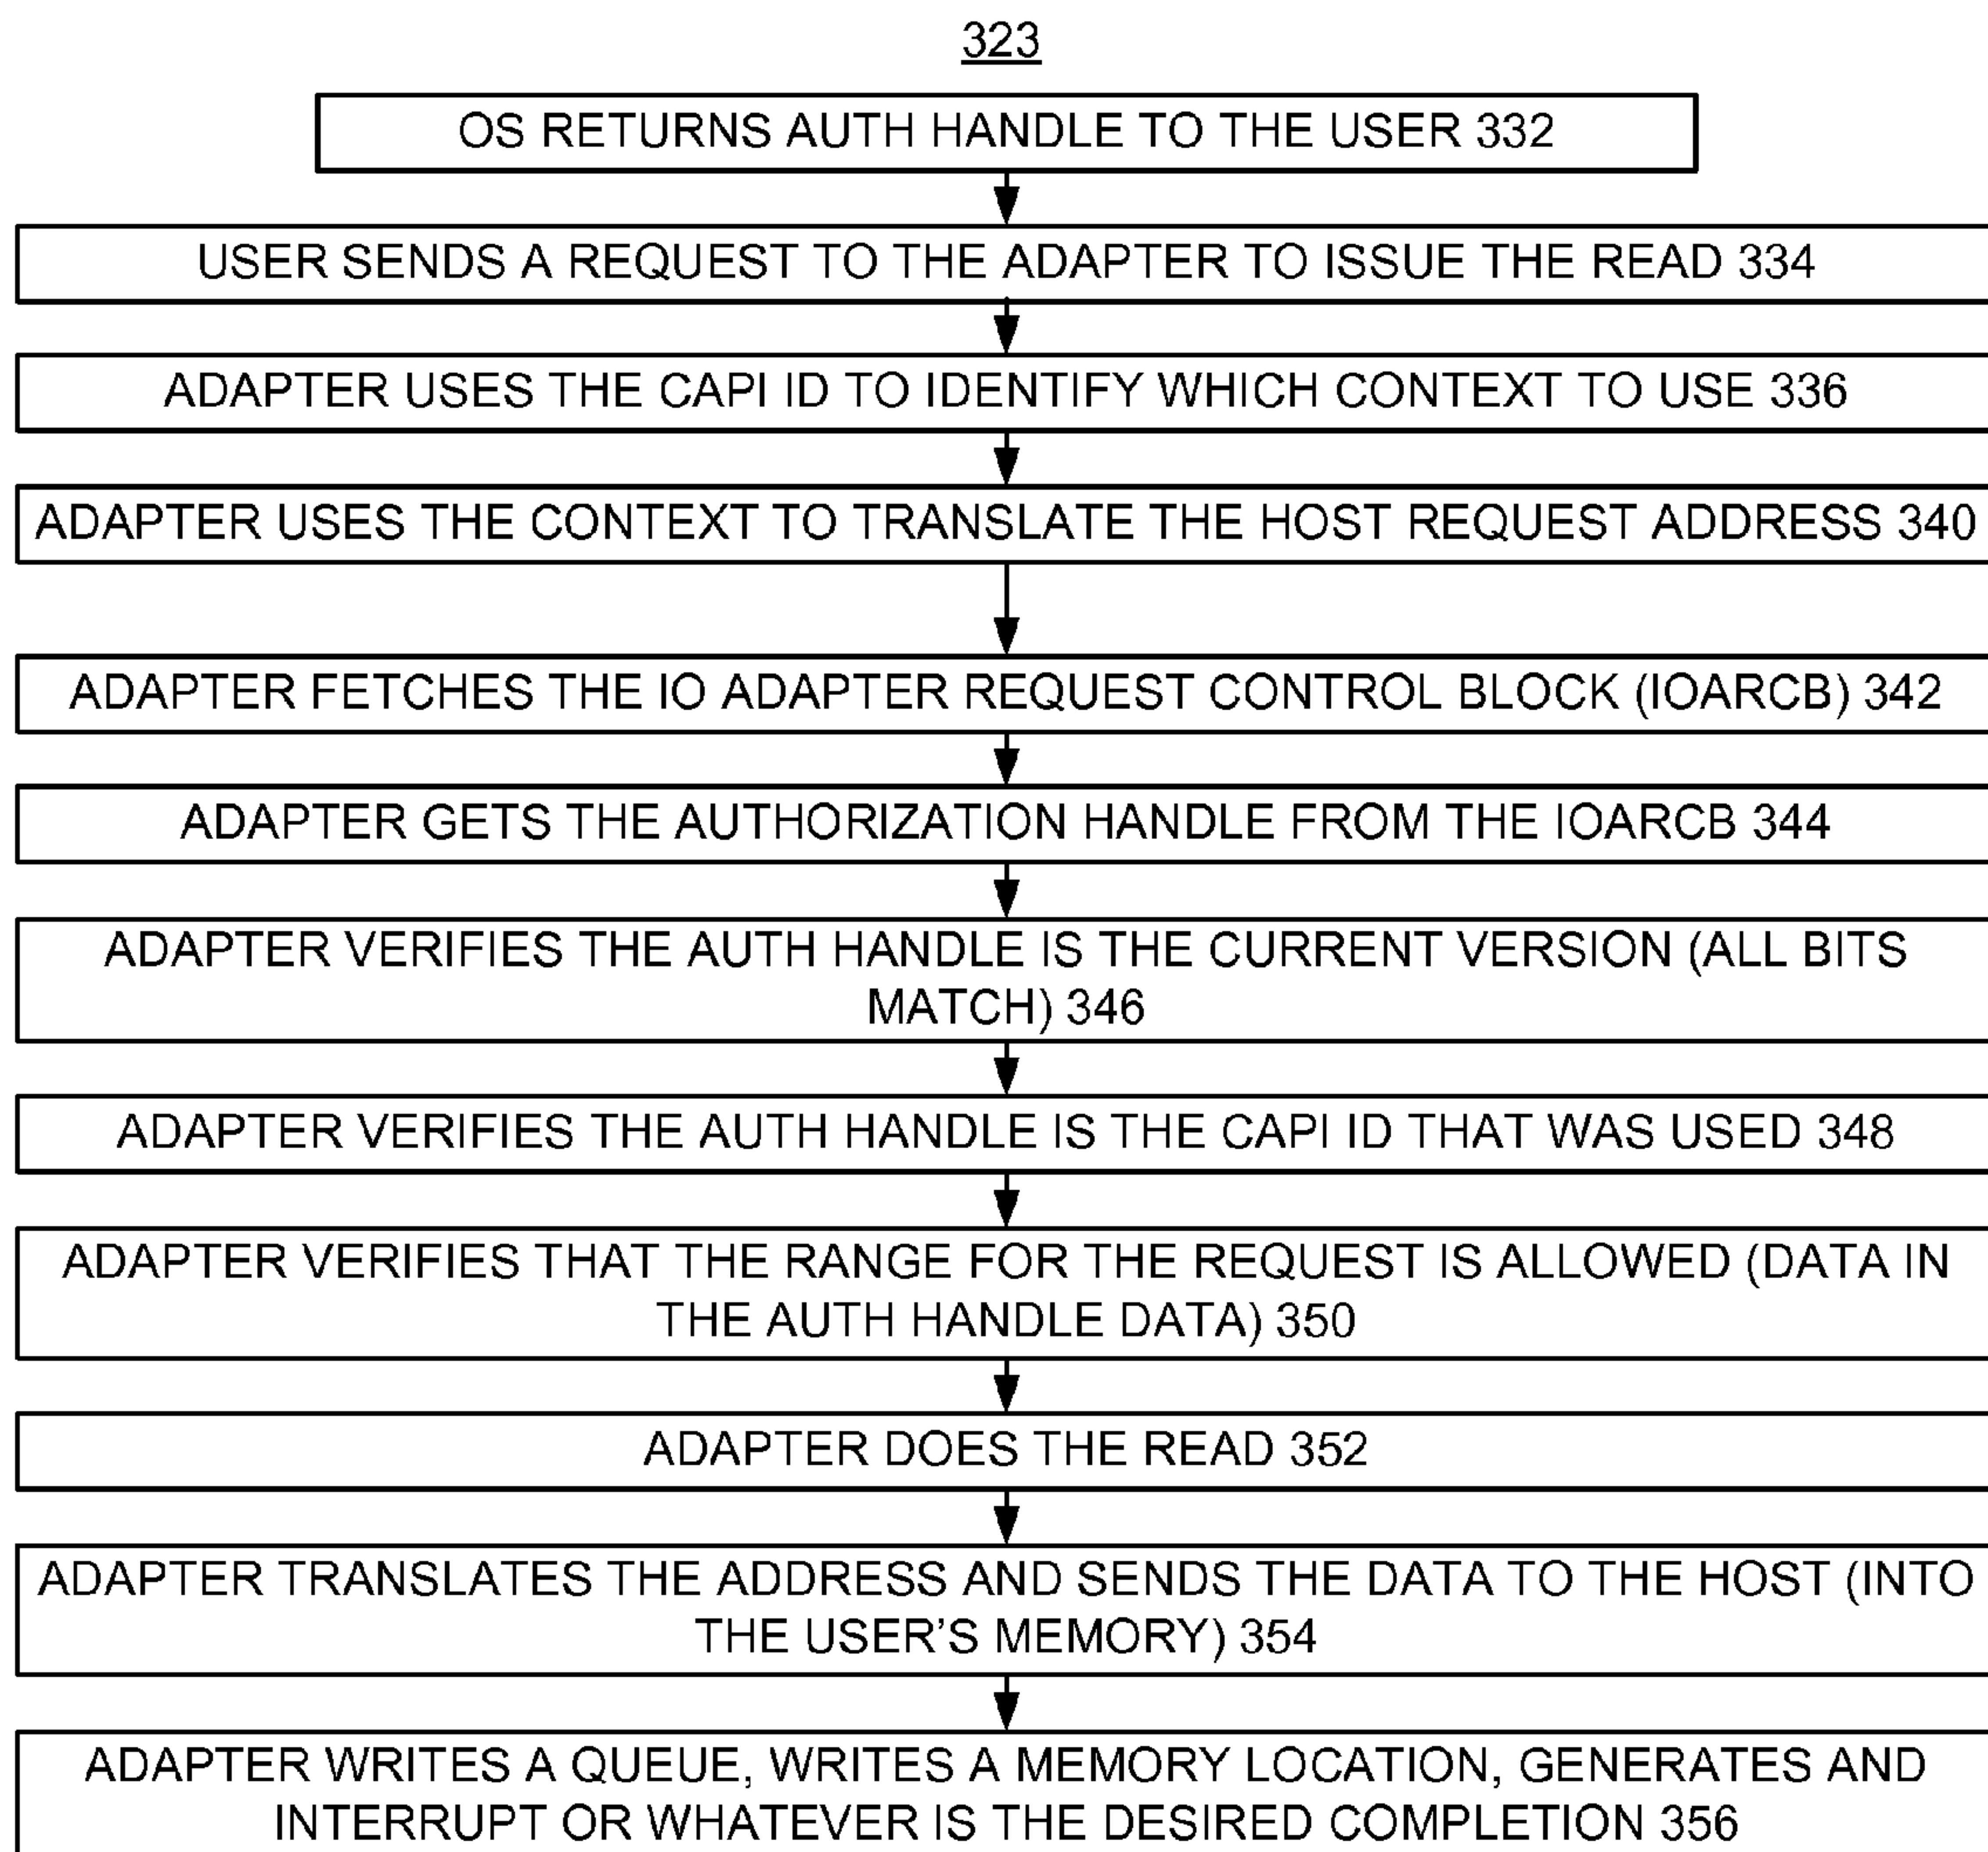 323
OS RETURNS AUTH HANDLE TO THE USER 332
USER SENDS A REQUEST TO THE ADAPTER TO ISSUE THE READ 334
ADAPTER USES THE CAPI ID TO IDENTIFY WHICH CONTEXT TO USE 336
ADAPTER USES THE CONTEXT TO TRANSLATE THE HOST REQUEST ADDRESS 340
ADAPTER FETCHES THE IO ADAPTER REQUEST CONTROL BLOCK (IOARCB) 342
ADAPTER GETS THE AUTHORIZATION HANDLE FROM THE IOARCB 344
ADAPTER VERIFIES THE AUTH HANDLE IS THE CURRENT VERSION (ALL BITS
MATCH) 346
ADAPTER VERIFIES THE AUTH HANDLE IS THE CAPI ID THAT WAS USED 348
ADAPTER VERIFIES THAT THE RANGE FOR THE REQUEST IS ALLOWED (DATA IN
THE AUTH HANDLE DATA) 350
ADAPTER DOES THE READ 352
ADAPTER TRANSLATES THE ADDRESS AND SENDS THE DATA TO THE HOST (INTO
THE USER’S MEMORY) 354
ADAPTER WRITES A QUEUE, WRITES A MEMORY LOCATION, GENERATES AND
INTERRUPT OR WHATEVER IS THE DESIRED COMPLETION 356